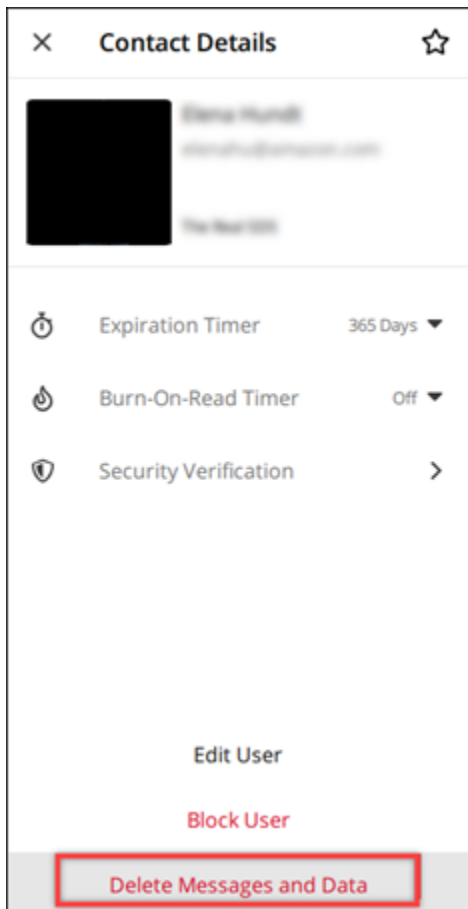 Contact Details
Expiration Timer 365 Days
Burn-On-Read Timer Off
Security Verification
Edit User
Block User
Delete Messages and Data